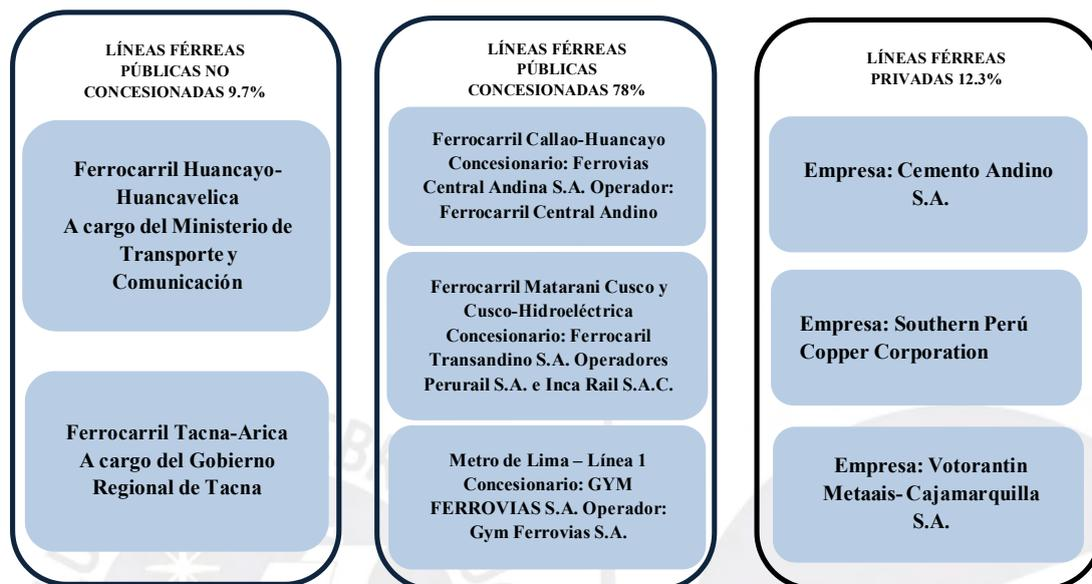 LÍNEAS FÉRREAS
PÚBLICAS NO
CONCESIONADAS 9.7%
Ferrocarril Huancayo-
Huancavelica
A cargo del Ministerio de
Transporte y
Comunicación
Ferrocarril Tacna-Arica
A cargo del Gobierno
Regional de Tacna
LÍNEAS FÉRREAS
PÚBLICAS
CONCESIONADAS 78%
Ferrocarril Callao-Huancayo
Concesionario: Ferrovias
Central Andina S.A. Operador:
Ferrocarril Central Andino
Ferrocarril Matarani Cusco y
Cusco-Hidroeléctrica
Concesionario: Ferrocaril
Transandino S.A. Operadores
Perurail S.A. e Inca Rail S.A.C.
Metro de Lima – Línea 1
Concesionario: GYM
FERROVIAS S.A. Operador:
Gym Ferrovias S.A.
LÍNEAS FÉRREAS
PRIVADAS 12.3%
Empresa: Cemento Andino
S.A.
Empresa: Southern Perú
Copper Corporation
Empresa: Votorantin
Metaais- Cajamarquilla
S.A.